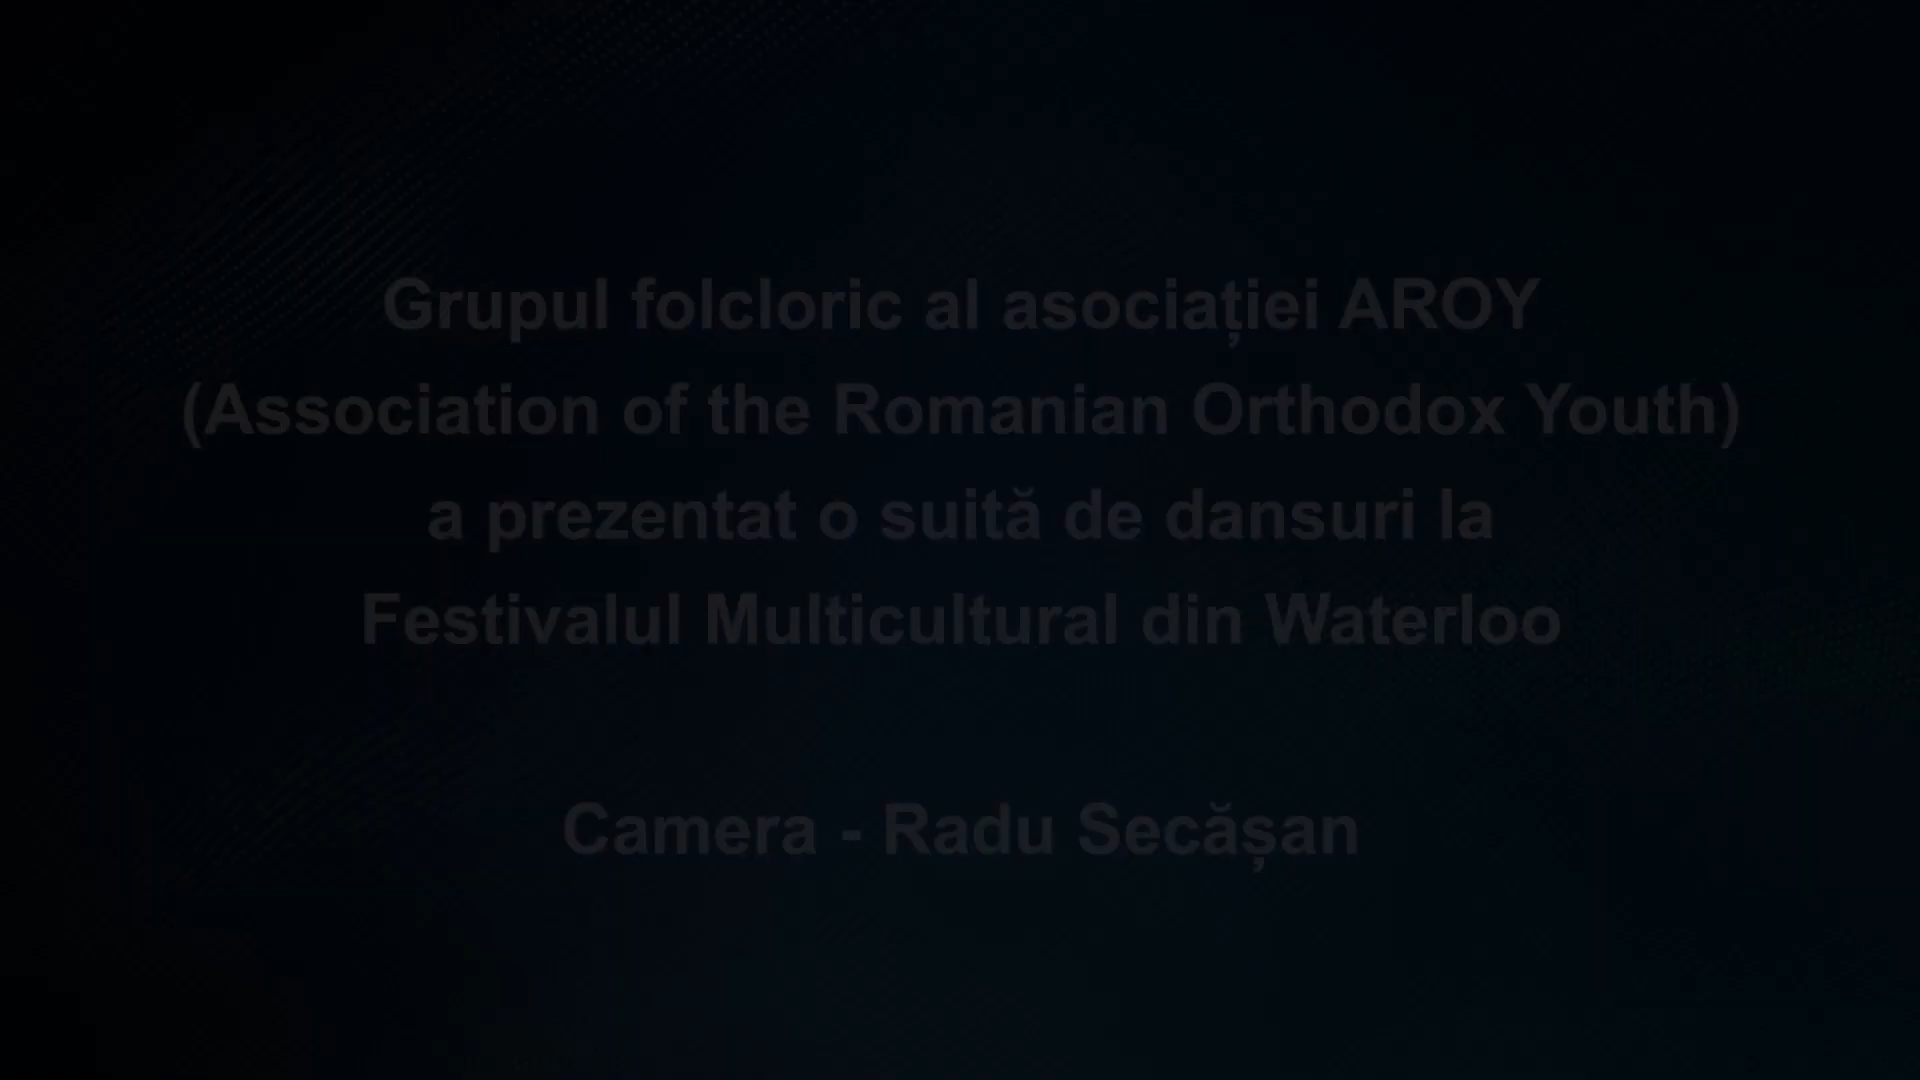 Grupul folcloric al asociației AROY
(Association of the Romanian Orthodox Youth)
a prezentat o suită de dansuri la
Festivalul Multicultural din Waterloo
Camera - Radu Secășan